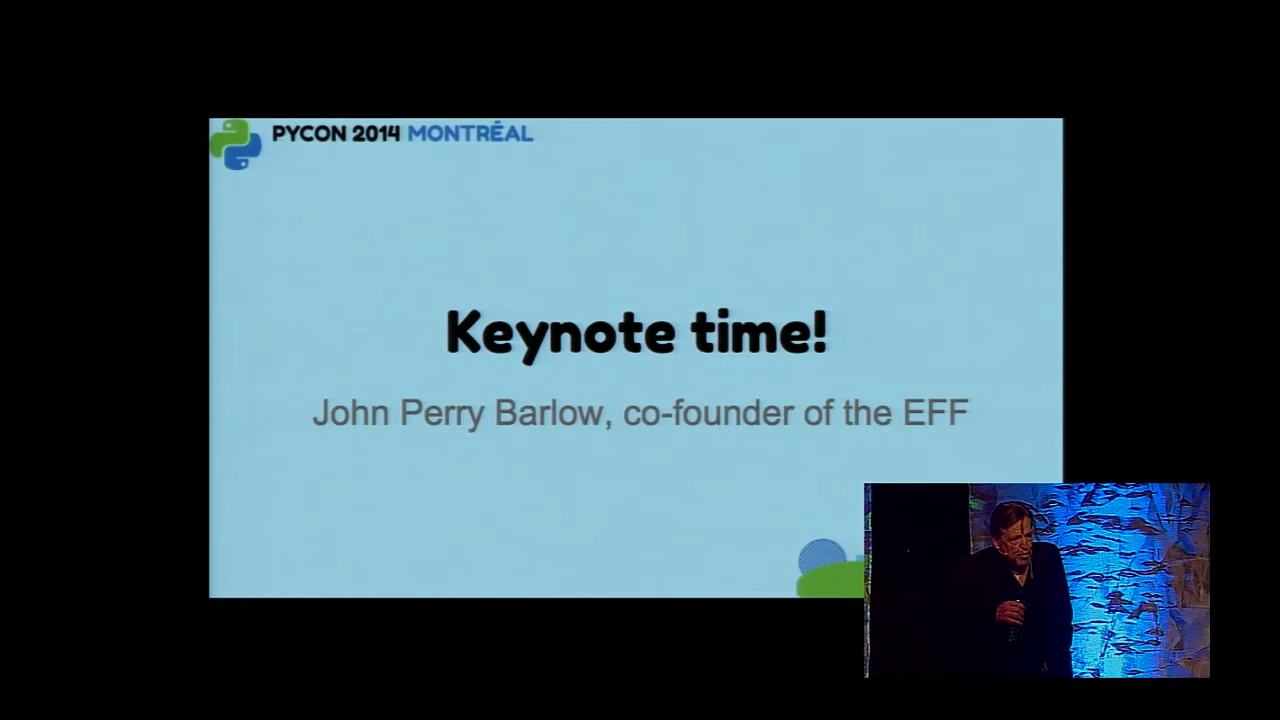 PYCON 2014 MONTRÉAL
Keynote time!
John Perry Barlow, co-founder of the EFF